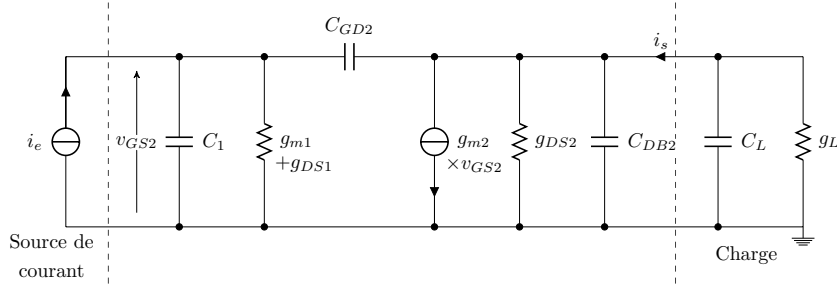 C_{GD2}
i_s
i_e
v_{GS2}
C_1
g_{m1}
+g_{DS1}
g_{m2}
×v_{GS2}
g_{DS2}
C_{DB2}
C_L
g_L
Source de
courant
Charge